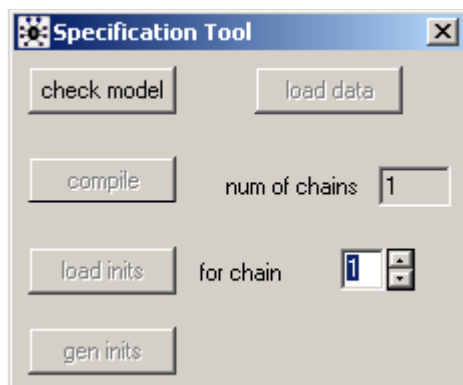 Specification Tool
check model load data
compile num of chains 1
load inits for chain 1
gen inits